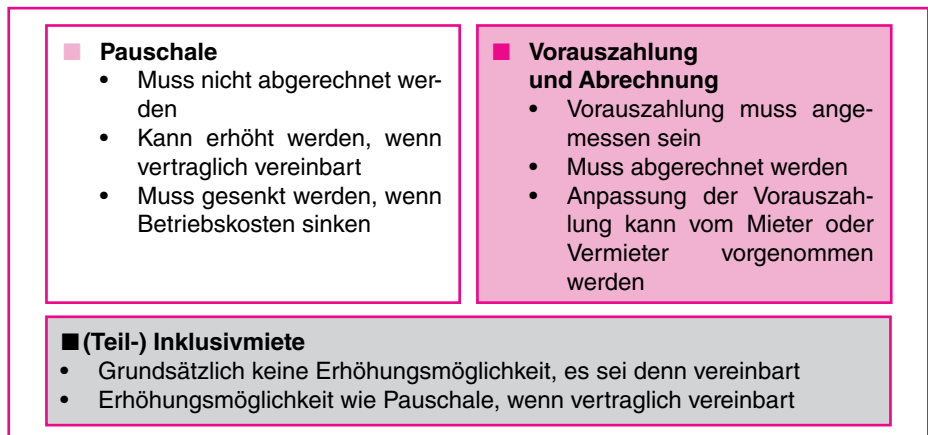 ■ Pauschale
• Muss nicht abgerechnet wer-
den
• Kann erhöht werden, wenn
vertraglich vereinbart
• Muss gesenkt werden, wenn
Betriebskosten sinken
■ Vorauszahlung
und Abrechnung
• Vorauszahlung muss ange-
messen sein
• Muss abgerechnet werden
• Anpassung der Vorauszah-
lung kann vom Mieter oder
Vermieter vorgenommen
werden
■ (Teil-) Inklusivmiete
• Grundsätzlich keine Erhöhungsmöglichkeit, es sei denn vereinbart
• Erhöhungsmöglichkeit wie Pauschale, wenn vertraglich vereinbart